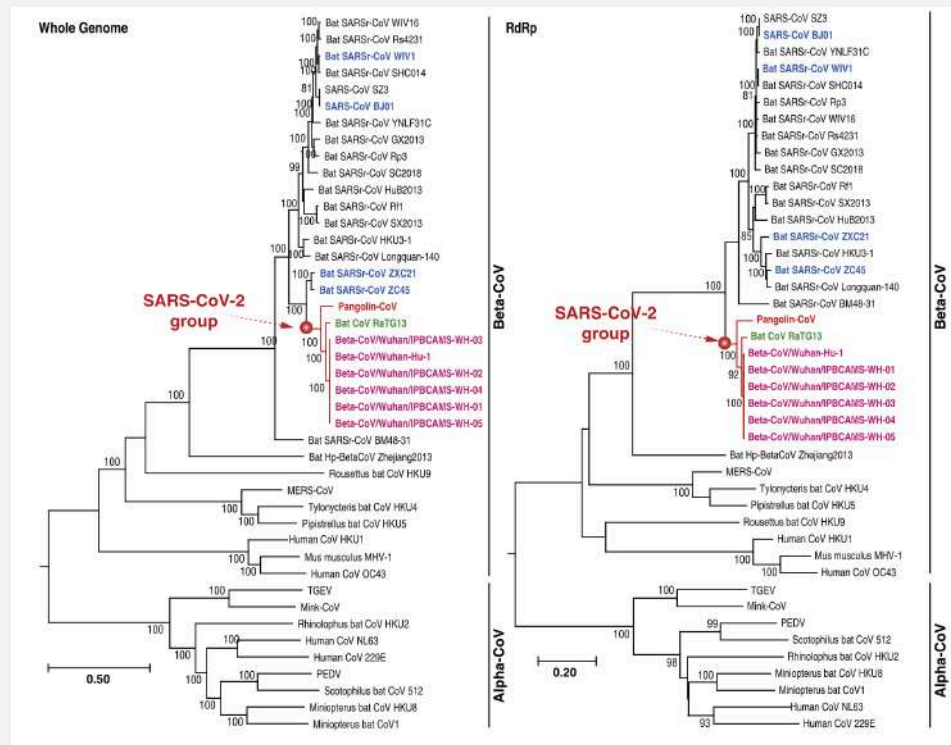 Whole Genome
100
Bat SARSr-CoV WIV16
100
Bat SARSr-CoV Rs4231
100
Bat SARSr-CoV WIV1
100
Bat SARSr-CoV SHC014
81
SARS-CoV SZ3
100
SARS-CoV BJ01
100
Bat SARSr-CoV YNLF31C
100
Bat SARSr-CoV GX2013
Bat SARSr-CoV Rp3
99
Bat SARSr-CoV SC2018
100
Bat SARSr-CoV HuB2013
100
Bat SARSr-CoV Rf1
100
Bat SARSr-CoV SX2013
100
Bat SARSr-CoV HKU3-1
100
100
Bat SARSr-CoV Longquan-140
100
Bat SARSr-CoV ZXC21
100
Bat SARSr-CoV ZC45
SARS-CoV-2
group
Pangolin-CoV
Bat CoV RaTG13
100
100
Beta-CoV/Wuhan/IPBCAMS-WH-03
100
Beta-CoV/Wuhan-Hu-1
Beta-CoV/Wuhan/IPBCAMS-WH-02
100
Beta-CoV/Wuhan/IPBCAMS-WH-04
Beta-CoV/Wuhan/IPBCAMS-WH-01
Beta-CoV/Wuhan/IPBCAMS-WH-05
100
Bat SARSr-CoV BM48-31
100
Bat Hp-BetaCoV Zhejiang2013
Rousettus bat CoV HKU9
100
MERS-CoV
100
Tylonycteris bat CoV HKU4
100
Pipistrellus bat CoV HKU5
Human CoV HKU1
100
Mus musculus MHV-1
100
Human CoV OC43
Beta-CoV
100
TGEV
Mink-CoV
100
Rhinolophus bat CoV HKU2
100
100
Human CoV NL63
Human CoV 229E
100
100
PEDV
Scotophilus bat CoV 512
100
Miniopterus bat CoV HKU8
100
Miniopterus bat CoV1
Alpha-CoV
0.50
RdRp
100
SARS-CoV SZ3
100
SARS-CoV BJ01
Bat SARSr-CoV YNLF31C
100
Bat SARSr-CoV WIV1
100
Bat SARSr-CoV SHC014
81
Bat SARSr-CoV Rp3
100
Bat SARSr-CoV WIV16
Bat SARSr-CoV Rs4231
Bat SARSr-CoV GX2013
Bat SARSr-CoV SC2018
100
Bat SARSr-CoV Rf1
Bat SARSr-CoV SX2013
100
Bat SARSr-CoV HuB2013
85
Bat SARSr-CoV ZXC21
100
Bat SARSr-CoV HKU3-1
100
Bat SARSr-CoV ZC45
100
Bat SARSr-CoV Longquan-140
100
Bat SARSr-CoV BM48-31
SARS-CoV-2
group
Pangolin-CoV
Bat CoV RaTG13
100
Beta-CoV/Wuhan-Hu-1
100
92
Beta-CoV/Wuhan/IPBCAMS-WH-01
Beta-CoV/Wuhan/IPBCAMS-WH-02
100
Beta-CoV/Wuhan/IPBCAMS-WH-03
Beta-CoV/Wuhan/IPBCAMS-WH-04
Beta-CoV/Wuhan/IPBCAMS-WH-05
Bat Hp-BetaCoV Zhejiang2013
100
MERS-CoV
100
Tylonycteris bat CoV HKU4
100
Pipistrellus bat CoV HKU5
Rousettus bat CoV HKU9
Human CoV HKU1
100
Mus musculus MHV-1
100
Human CoV OC43
Beta-CoV
100
TGEV
Mink-CoV
100
99
PEDV
Scotophilus bat CoV 512
98
Rhinolophus bat CoV HKU2
100
Miniopterus bat CoV HKU8
Miniopterus bat CoV1
Human CoV NL63
93
Human CoV 229E
Alpha-CoV
0.20